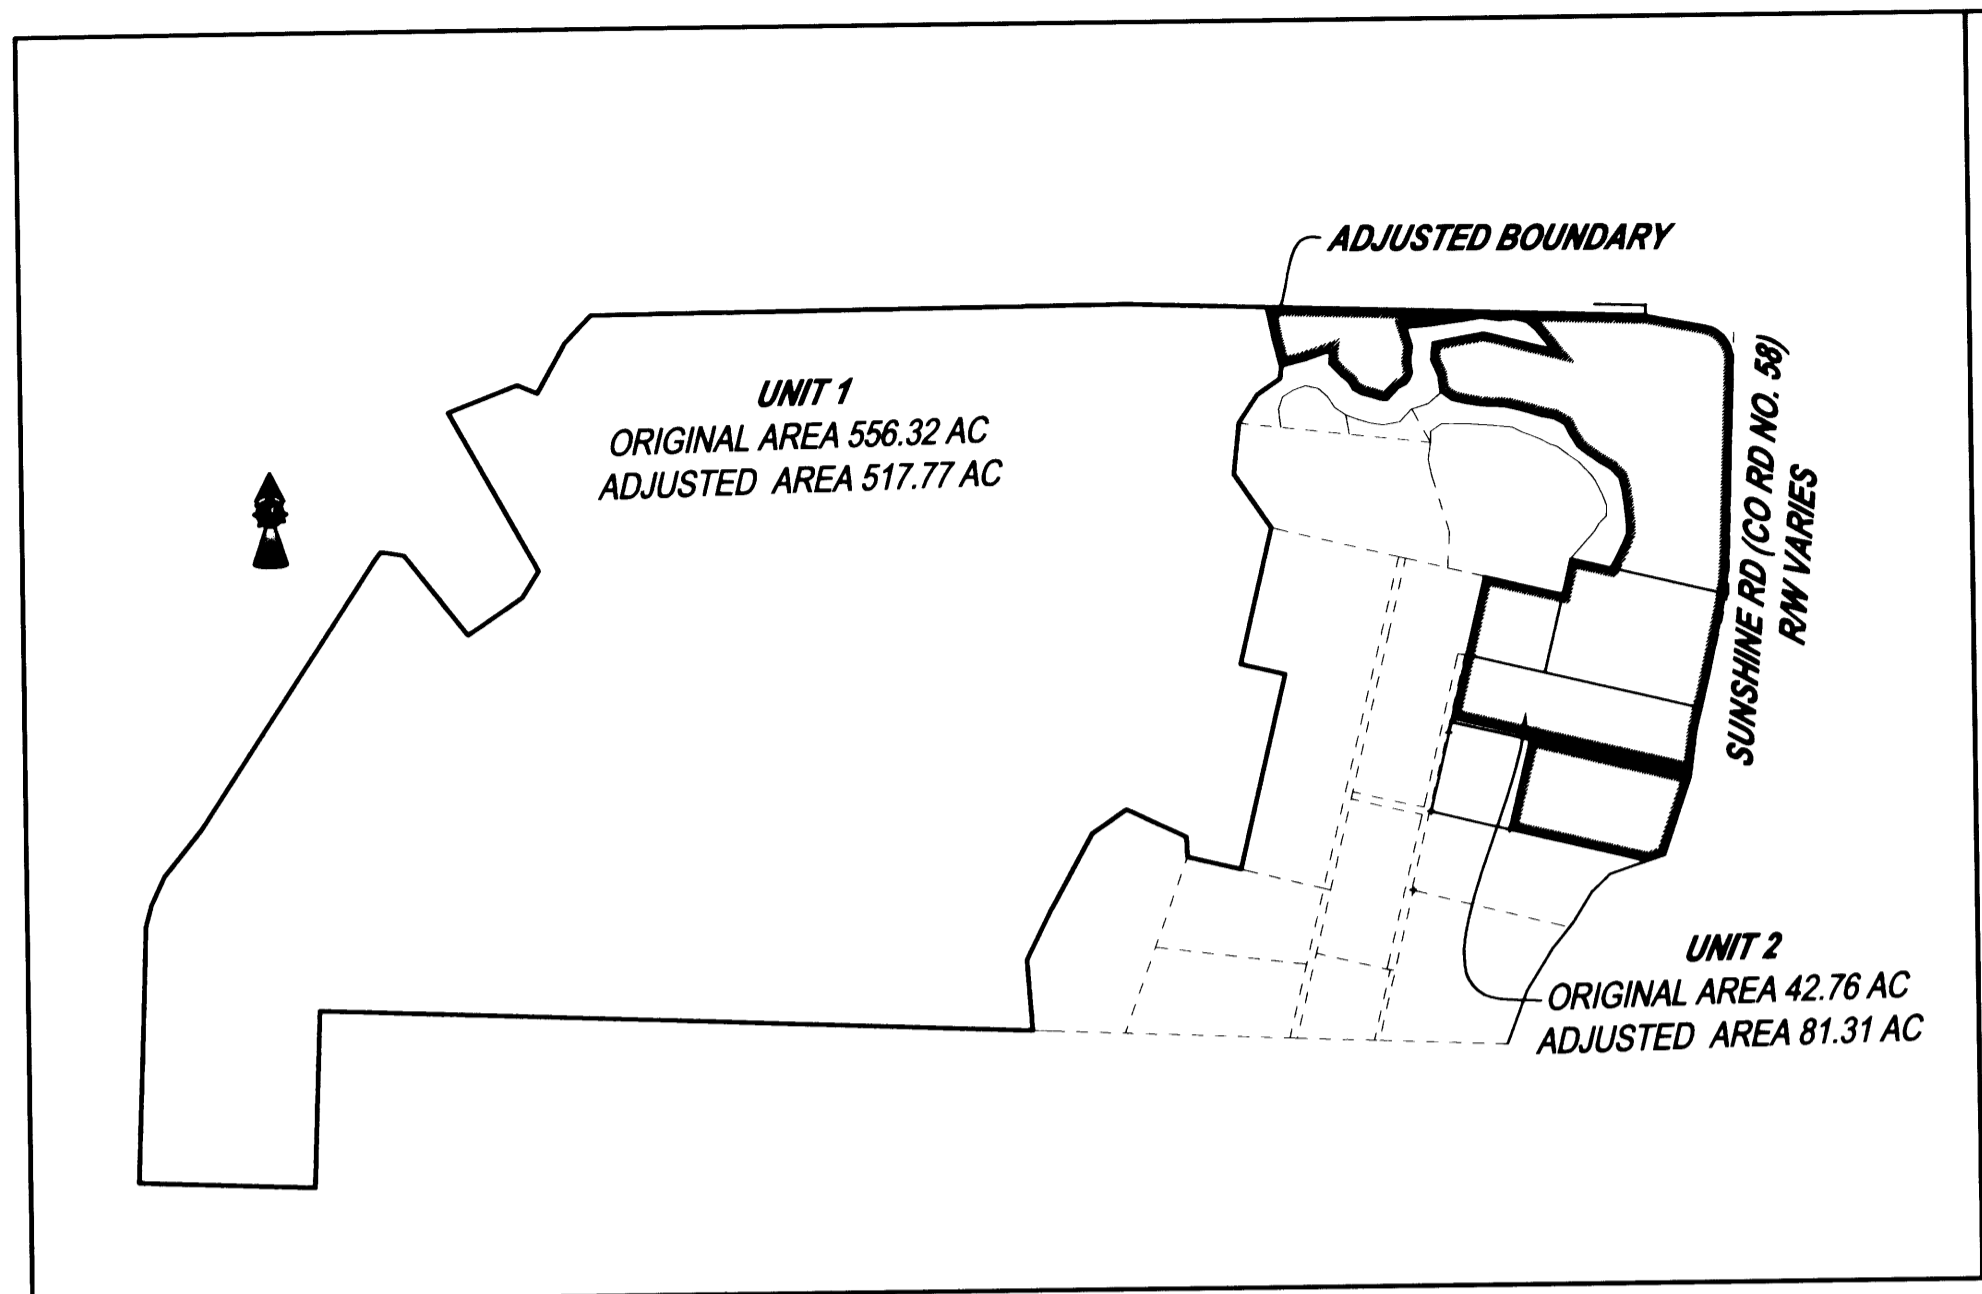 ADJUSTED BOUNDARY
UNIT 1
ORIGINAL AREA 556.32 AC
ADJUSTED AREA 517.77 AC
SUNSHINE RD (CO RD NO. 58)
R/W VARIES
UNIT 2
ORIGINAL AREA 42.76 AC
ADJUSTED AREA 81.31 AC